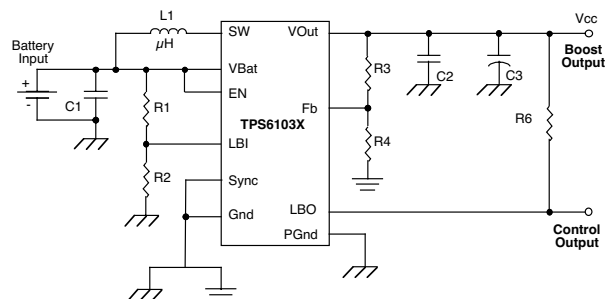 L1
µH
Battery
Input
+
-
C1
R1
R2
SW
VBat
EN
LBI
Sync
Gnd
TPS6103X
VOut
Fb
LBO
PGnd
R3
R4
C2
C3
R6
Vcc
Boost
Output
Control
Output